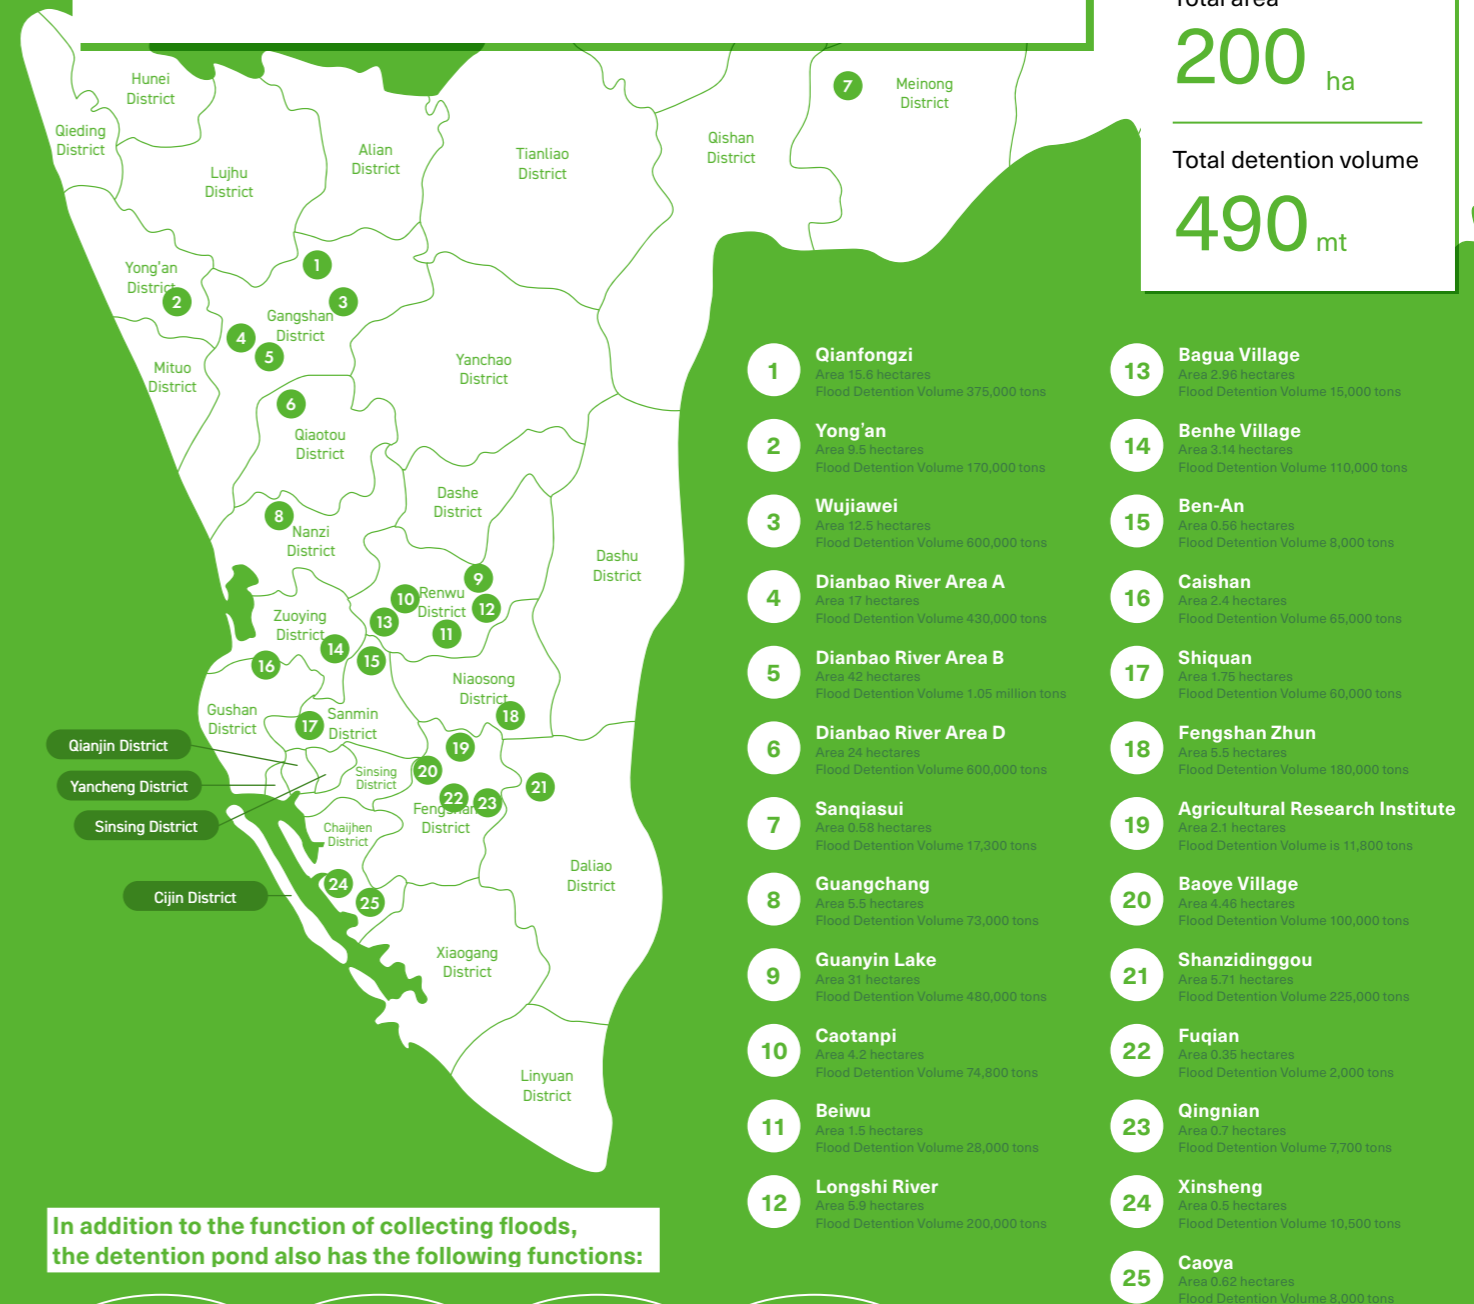 Total area
200 ha
Total detention volume
490 mt
Hunei
District
Qieding
District
Lujhu
District
Alian
District
Tianliao
District
Qishan
District
7
Meinong
District
Yong'an
District
2
1
3
Gangshan
District
4
5
Mituo
District
Yanchao
District
6
Qiaotou
District
Dashe
District
8
Nanzi
District
Dashu
District
9
10
Renwu
District
12
13
11
Zuoying
District
14
15
16
Niaosong
District
18
Gushan
District
17
Sanmin
District
Qianjin District
Yancheng District
Sinsing District
Cijin District
19
20
Sinsing
District
21
22
23
Fengshan
District
Chaijhen
District
24
25
Daliao
District
Xiaogang
District
Linyuan
District
1
Qianfongzi
Area 15.6 hectares
Flood Detention Volume 375,000 tons
2
Yong'an
Area 9.5 hectares
Flood Detention Volume 170,000 tons
3
Wujiawei
Area 12.5 hectares
Flood Detention Volume 600,000 tons
4
Dianbao River Area A
Area 17 hectares
Flood Detention Volume 430,000 tons
5
Dianbao River Area B
Area 42 hectares
Flood Detention Volume 1.05 million tons
6
Dianbao River Area D
Area 24 hectares
Flood Detention Volume 600,000 tons
7
Sanqiasui
Area 0.58 hectares
Flood Detention Volume 17,300 tons
8
Guangchang
Area 5.5 hectares
Flood Detention Volume 73,000 tons
9
Guanyin Lake
Area 31 hectares
Flood Detention Volume 480,000 tons
10
Caotanpi
Area 4.2 hectares
Flood Detention Volume 74,800 tons
11
Beiwu
Area 1.5 hectares
Flood Detention Volume 28,000 tons
12
Longshi River
Area 5.9 hectares
Flood Detention Volume 200,000 tons
13
Bagua Village
Area 2.96 hectares
Flood Detention Volume 15,000 tons
14
Benhe Village
Area 3.14 hectares
Flood Detention Volume 110,000 tons
15
Ben-An
Area 0.56 hectares
Flood Detention Volume 8,000 tons
16
Caishan
Area 2.4 hectares
Flood Detention Volume 65,000 tons
17
Shiquan
Area 1.75 hectares
Flood Detention Volume 60,000 tons
18
Fengshan Zhun
Area 5.5 hectares
Flood Detention Volume 180,000 tons
19
Agricultural Research Institute
Area 2.1 hectares
Flood Detention Volume is 11,800 tons
20
Baoye Village
Area 4.46 hectares
Flood Detention Volume 100,000 tons
21
Shanzidinggou
Area 5.71 hectares
Flood Detention Volume 225,000 tons
22
Fuqian
Area 0.35 hectares
Flood Detention Volume 2,000 tons
23
Qingnian
Area 0.7 hectares
Flood Detention Volume 7,700 tons
24
Xinsheng
Area 0.5 hectares
Flood Detention Volume 10,500 tons
25
Caoya
Area 0.62 hectares
Flood Detention Volume 8,000 tons
In addition to the function of collecting floods,
the detention pond also has the following functions: